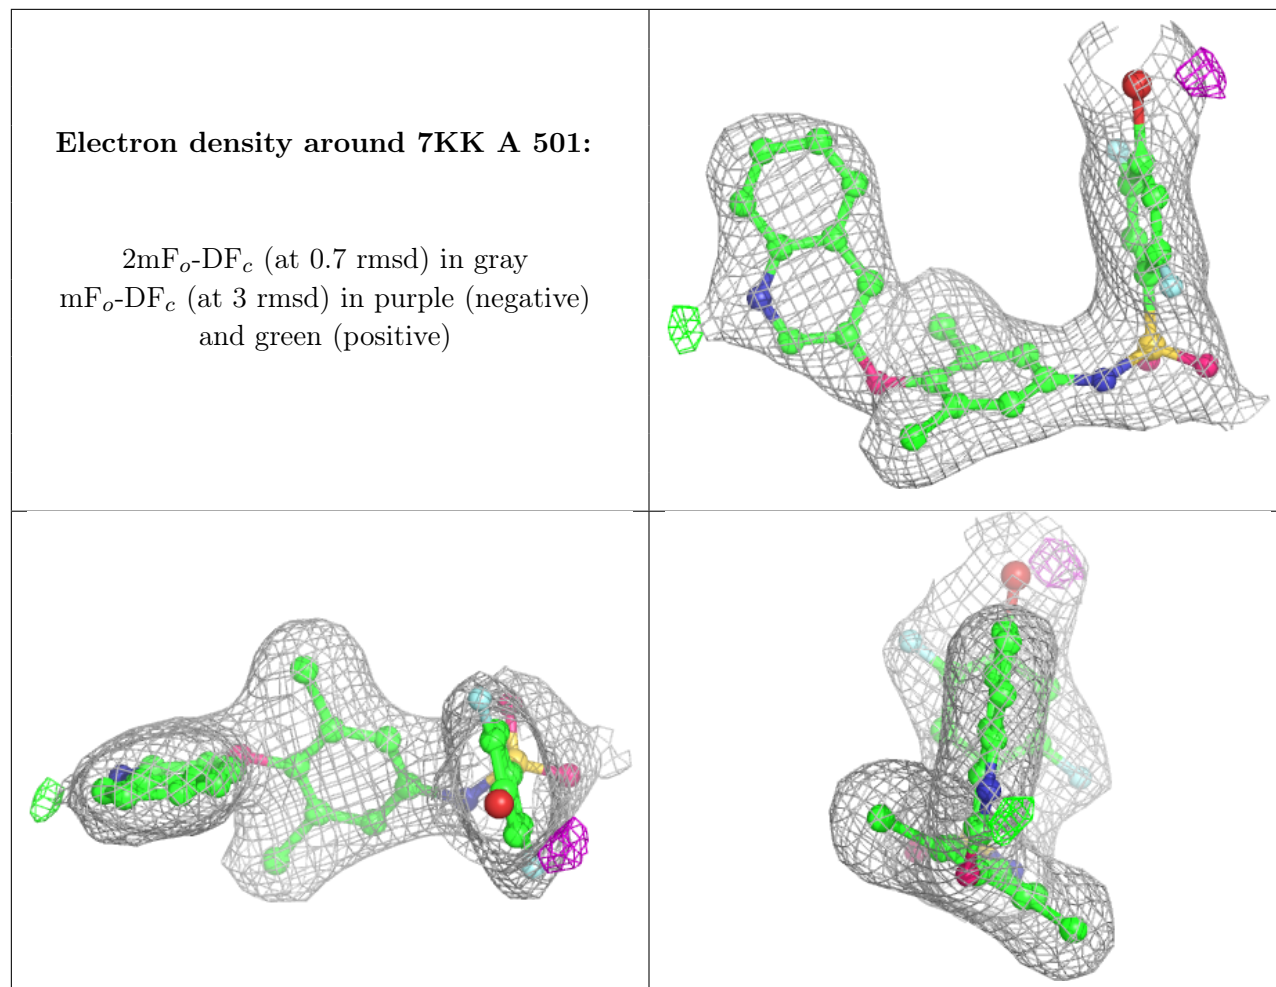 Electron density around 7KK A 501:
2mFo-DFc (at 0.7 rmsd) in gray
mFo-DFc (at 3 rmsd) in purple (negative)
and green (positive)